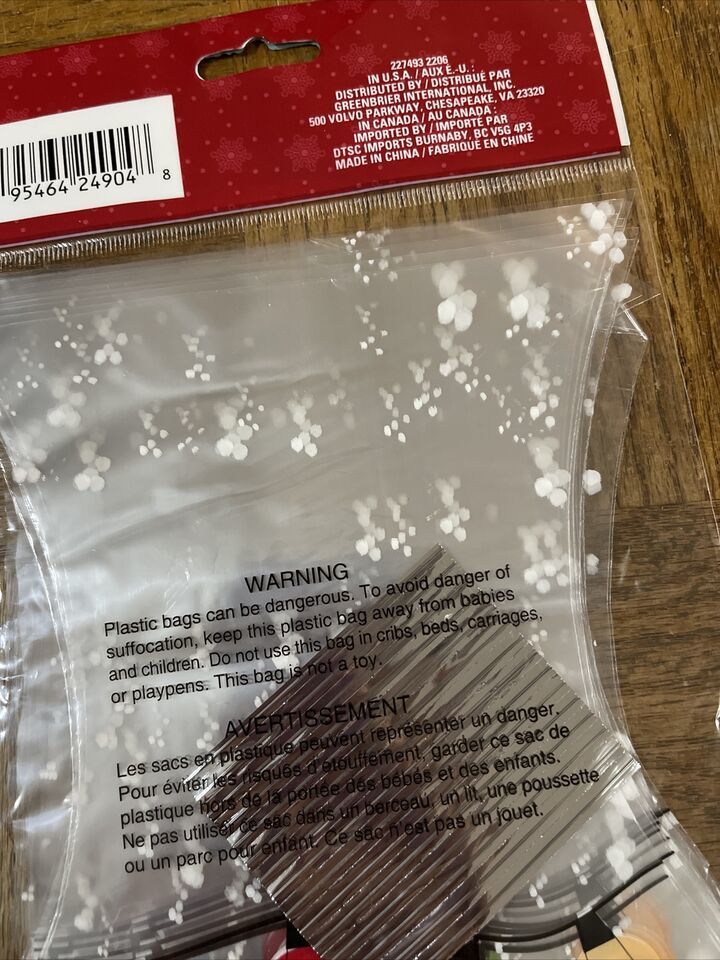 227493 2206
IN U.S.A. / AUX É.-U. :
DISTRIBUTED BY / DISTRIBUÉ PAR
GREENBRIER INTERNATIONAL, INC.
500 VOLVO PARKWAY, CHESAPEAKE, VA 23320
IN CANADA / AU CANADA :
IMPORTED BY / IMPORTÉ PAR
DTSC IMPORTS BURNABY, BC V5G 4P3
MADE IN CHINA / FABRIQUÉ EN CHINE
95464 24904 8
WARNING
Plastic bags can be dangerous. To avoid danger of
suffocation, keep this plastic bag away from babies
and children. Do not use this bag in cribs, beds, carriages,
or playpens. This bag is not a toy.
AVERTISSEMENT
Les sacs en plastique peuvent représenter un danger.
Pour éviter les risques d'étouffement, garder ce sac de
plastique hors de la portée des bébés et des enfants.
Ne pas utiliser ce sac dans un berceau, un lit, une poussette
ou un parc pour enfant. Ce sac n'est pas un jouet.